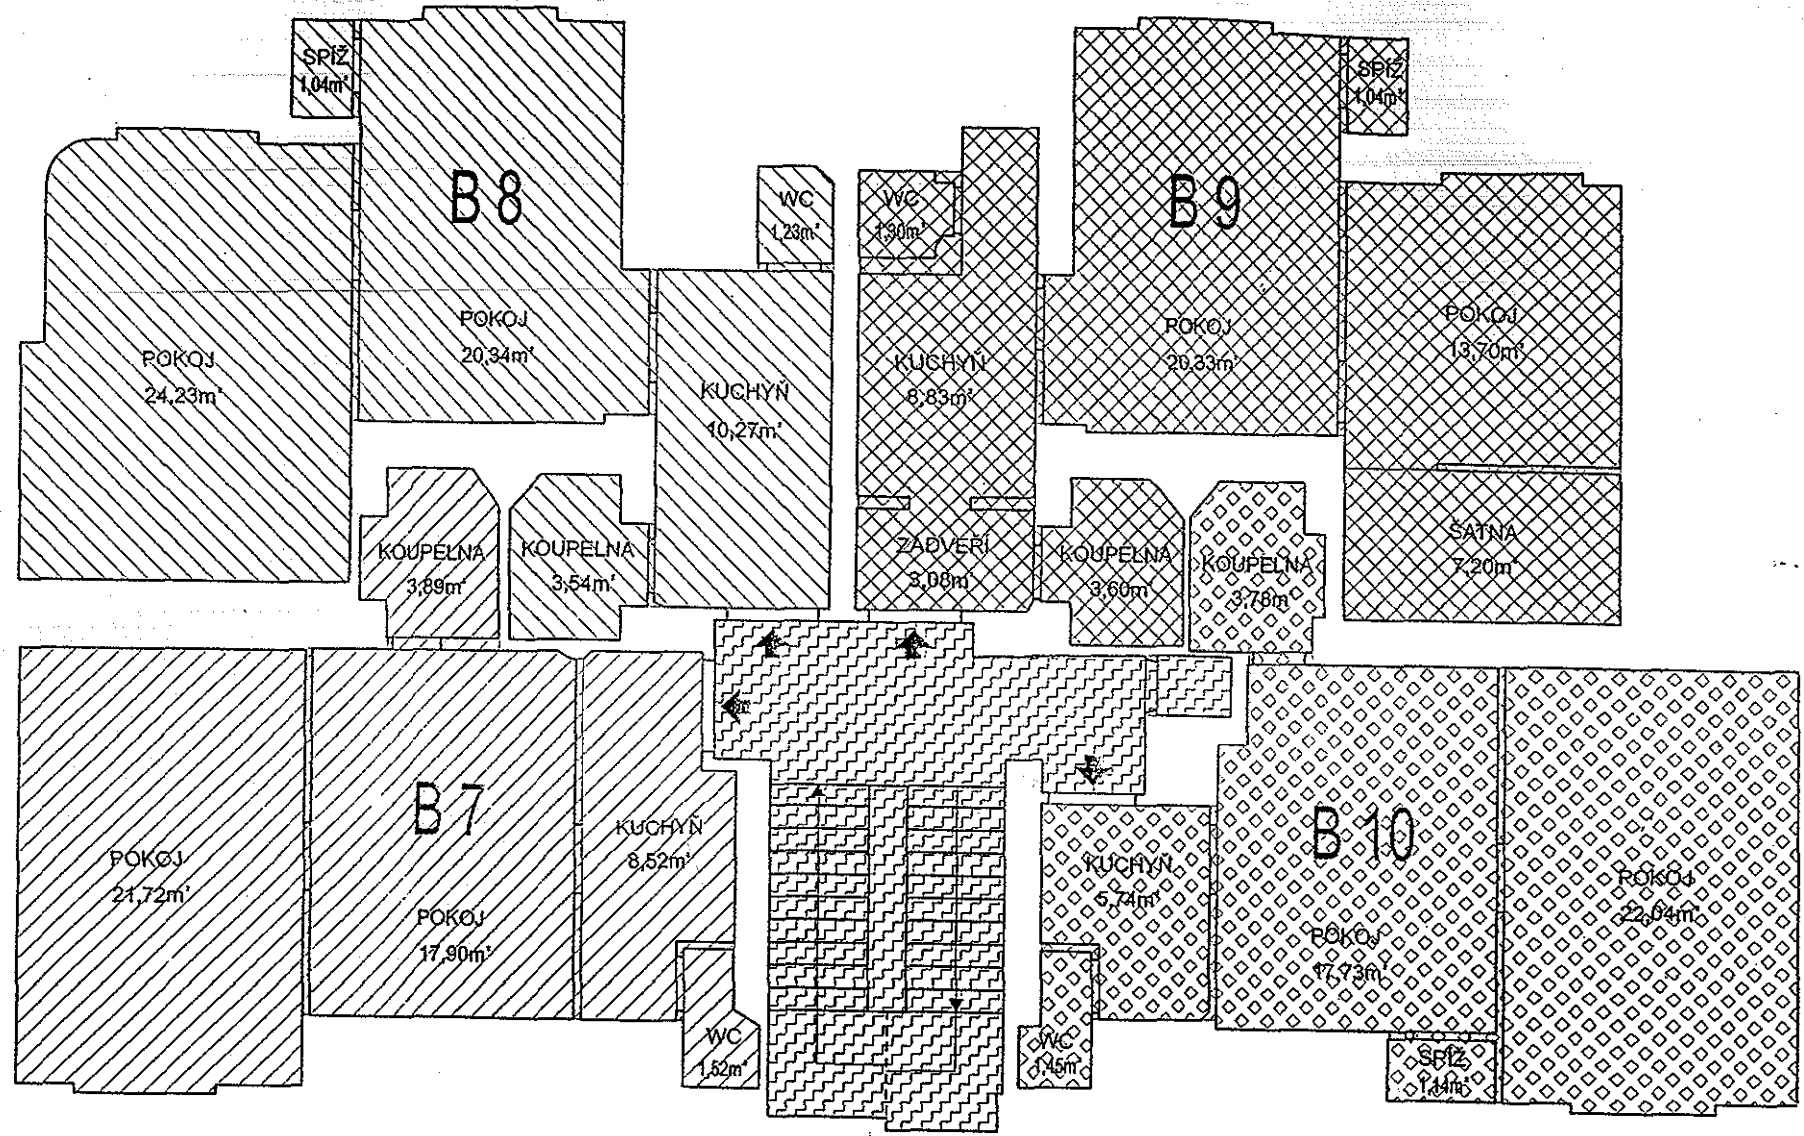 SPÍŽ
1,04m²
B 8
POKOJ
24,23m²
POKOJ
20,34m²
WC
1,23m²
KUCHYŇ
10,27m²
KOUPELNA
3,54m²
WC
1,30m²
KUCHYŇ
8,83m²
ZÁDVEŘÍ
3,08m²
B 9
POKOJ
20,33m²
SPÍŽ
1,04m²
POKOJ
13,70m²
ŠATNA
7,20m²
KOUPELNA
3,60m²
KOUPELNA
3,89m²
B 7
POKOJ
21,72m²
POKOJ
17,90m²
KUCHYŇ
8,52m²
WC
1,52m²
KOUPELNA
3,78m²
B 10
KUCHYŇ
5,74m²
WC
1,45m²
POKOJ
17,73m²
SPÍŽ
1,14m²
POKOJ
22,04m²